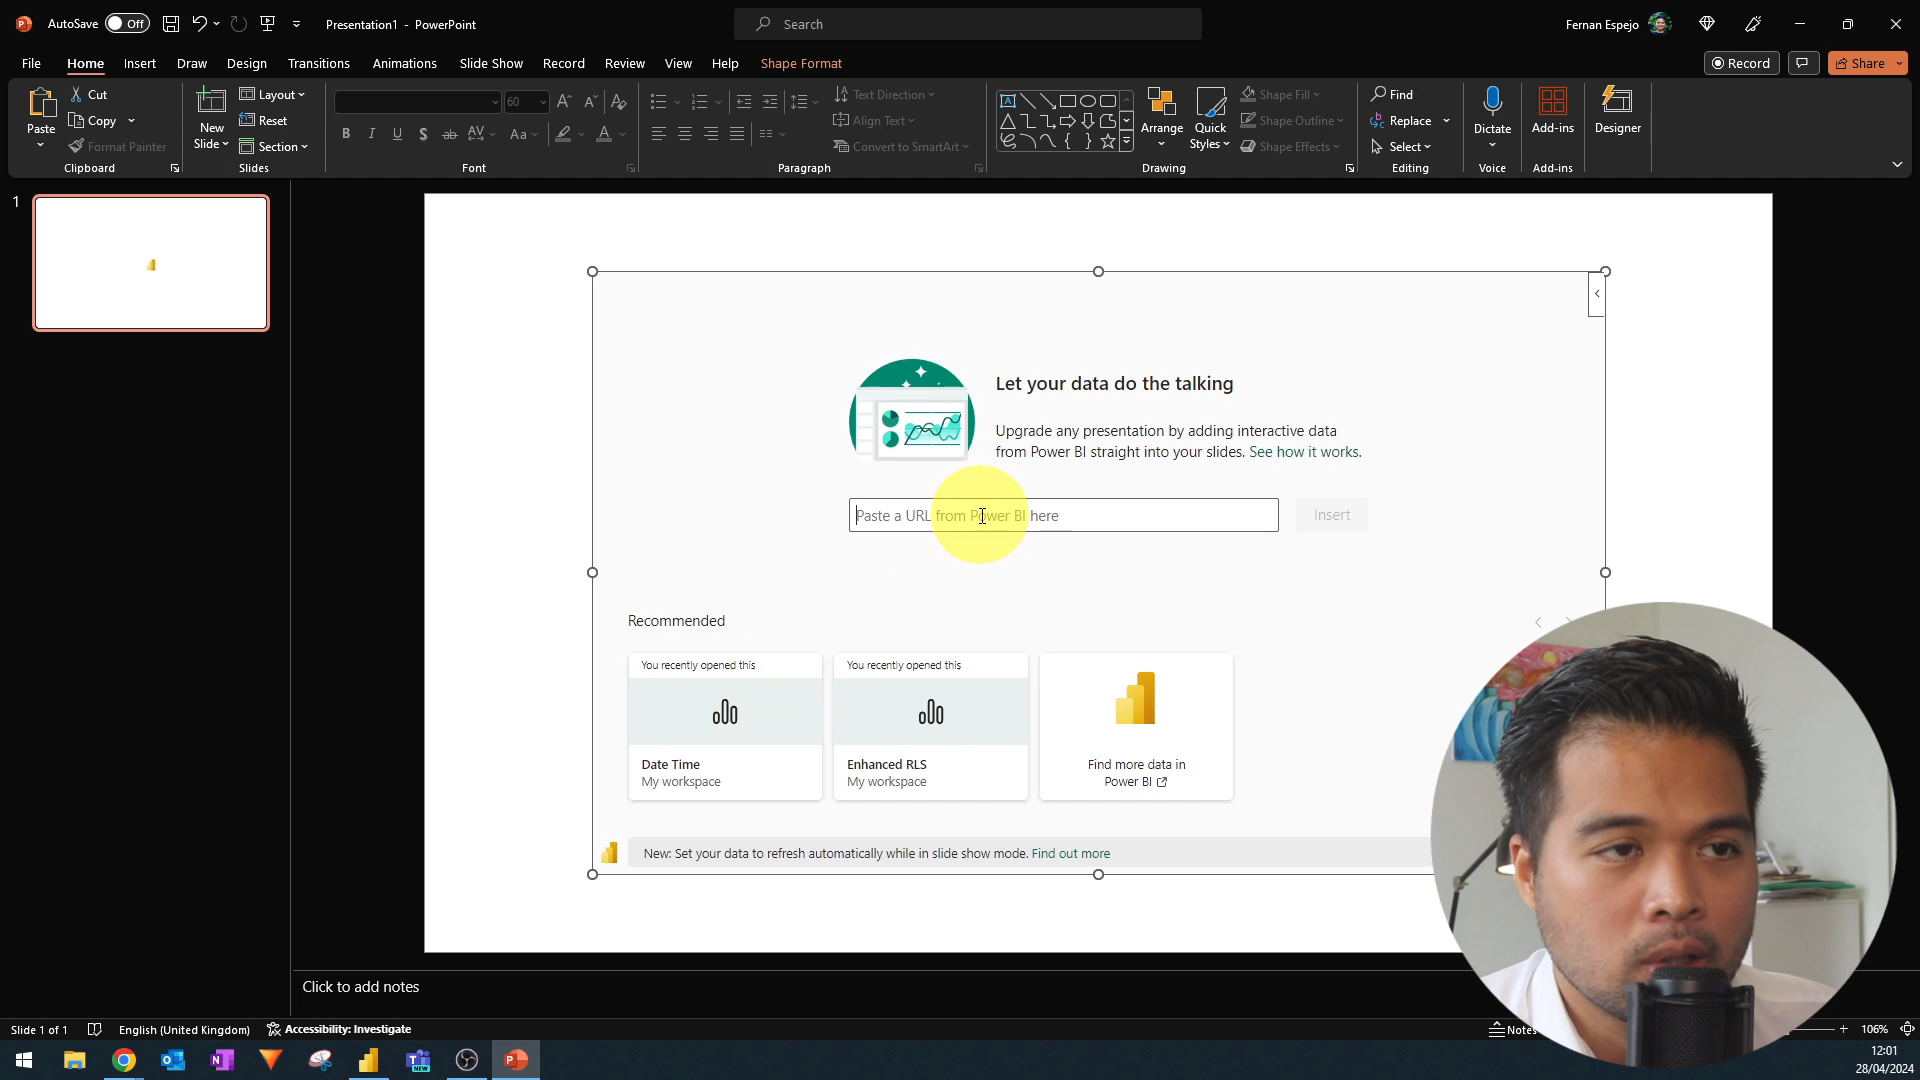 AutoSave Off Presentation1 - PowerPoint Search Fernan Espejo
File Home Insert Draw Design Transitions Animations Slide Show Record Review View Help Shape Format Record Share
Paste Cut Copy Format Painter Clipboard
New Slide Layout Reset Section Slides
60 Aa Font
Text Direction Align Text Convert to SmartArt Paragraph
Arrange Quick Styles Shape Fill Shape Outline Shape Effects Drawing
Find Replace Select Editing
Dictate Voice
Add-ins Add-ins
Designer
1
Let your data do the talking
Upgrade any presentation by adding interactive data
from Power BI straight into your slides. See how it works.
Paste a URL from Power BI here Insert
Recommended
You recently opened this You recently opened this
Date Time Enhanced RLS Find more data in
My workspace My workspace Power BI
New: Set your data to refresh automatically while in slide show mode. Find out more
Click to add notes
Slide 1 of 1 English (United Kingdom) Accessibility: Investigate Notes 106%
NEW
12:01
28/04/2024